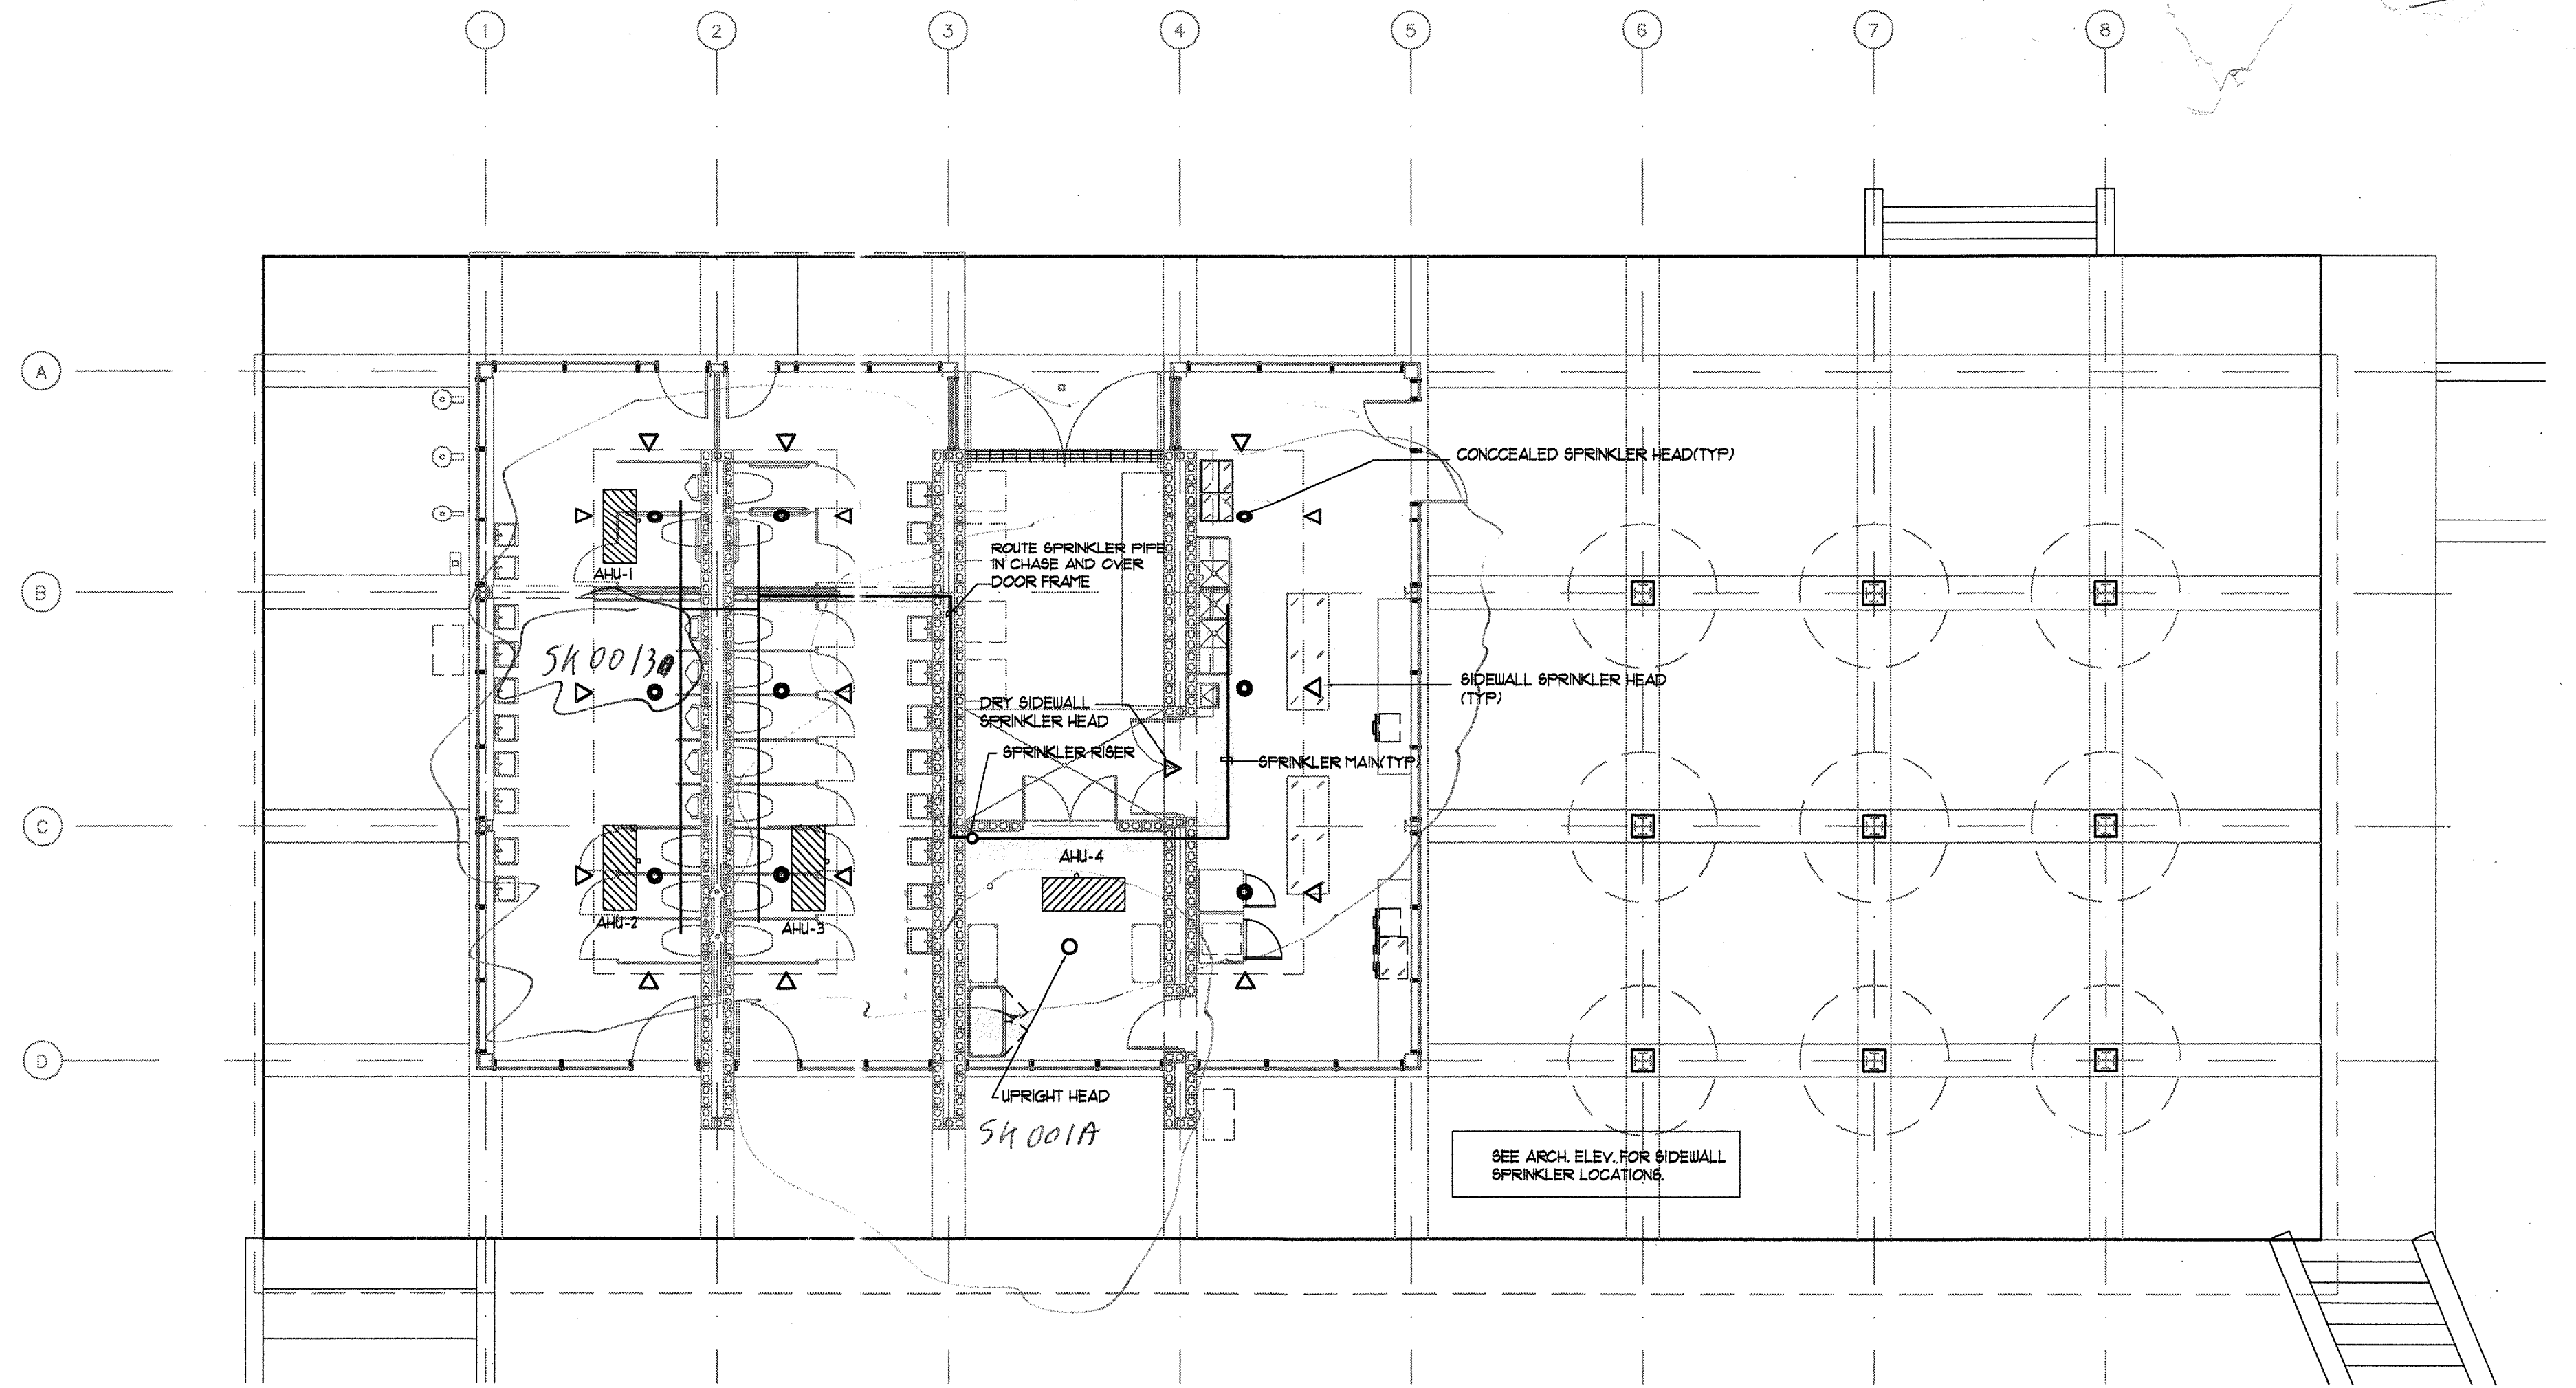 1 2 3 4 5 6 7 8
A
CONCCEALED SPRINKLER HEAD(TYP)
ROUTE SPRINKLER PIPE
IN CHASE AND OVER
DOOR FRAME
AHU-1
B
SK0013A
SIDEWALL SPRINKLER HEAD
(TYP)
DRY SIDEWALL
SPRINKLER HEAD
SPRINKLER RISER
SPRINKLER MAIN(TYP)
C
AHU-4
AHU-2
AHU-3
D
UPRIGHT HEAD
SK001A
SEE ARCH. ELEV. FOR SIDEWALL
SPRINKLER LOCATIONS.